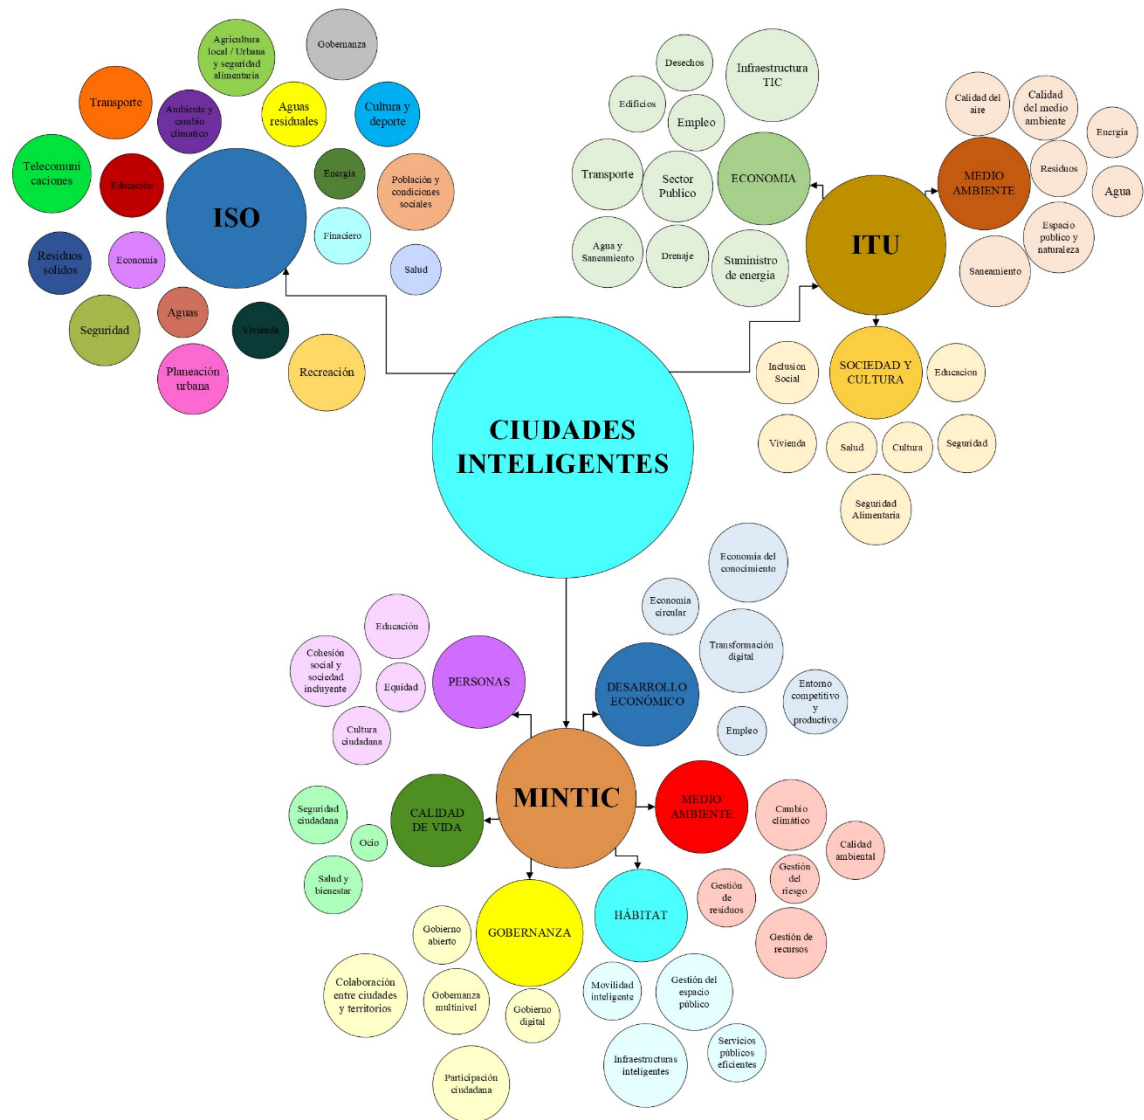 Gobernanza
Agricultura
local / Urbana
y seguridad
alimentaria
Transporte
Ambiente y
cambio
climatico
Aguas
residuales
Cultura y
deporte
Telecomuni
caciones
Educación
ISO
Energía
Población y
condiciones
sociales
Finaciero
Residuos
solidos
Economía
Salud
Seguridad
Aguas
Vivienda
Planeación
urbana
Recreación
Desechos
Infraestructura
TIC
Edificios
Empleo
Transporte
Sector
Publico
ECONOMIA
Agua y
Saneamiento
Drenaje
Suministro
de energia
ITU
Calidad del
aire
Calidad
del medio
ambiente
Energía
MEDIO
AMBIENTE
Residuos
Agua
Espacio
publico y
naturaleza
Saneamiento
Inclusion
Social
SOCIEDAD Y
CULTURA
Educacion
Vivienda
Salud
Cultura
Seguridad
Seguridad
Alimentaria
CIUDADES
INTELIGENTES
Educación
Cohesión
social y
sociedad
incluyente
Equidad
PERSONAS
Cultura
ciudadana
Economía del
conocimiento
Economía
circular
Transformación
digital
DESARROLLO
ECONÓMICO
Entorno
competitivo
y
productivo
Empleo
MINTIC
Seguridad
ciudadana
Ocio
CALIDAD
DE VIDA
Salud y
bienestar
MEDIO
AMBIENTE
Cambio
climático
Calidad
ambiental
Gestión
del
riesgo
Gestión
de
residuos
Gestión de
recursos
Gobierno
abierto
GOBERNANZA
Colaboración
entre ciudades
y territorios
Gobernanza
multinivel
Gobierno
digital
Participación
ciudadana
HÁBITAT
Movilidad
inteligente
Gestión del
espacio
público
Infraestructuras
inteligentes
Servicios
públicos
eficientes